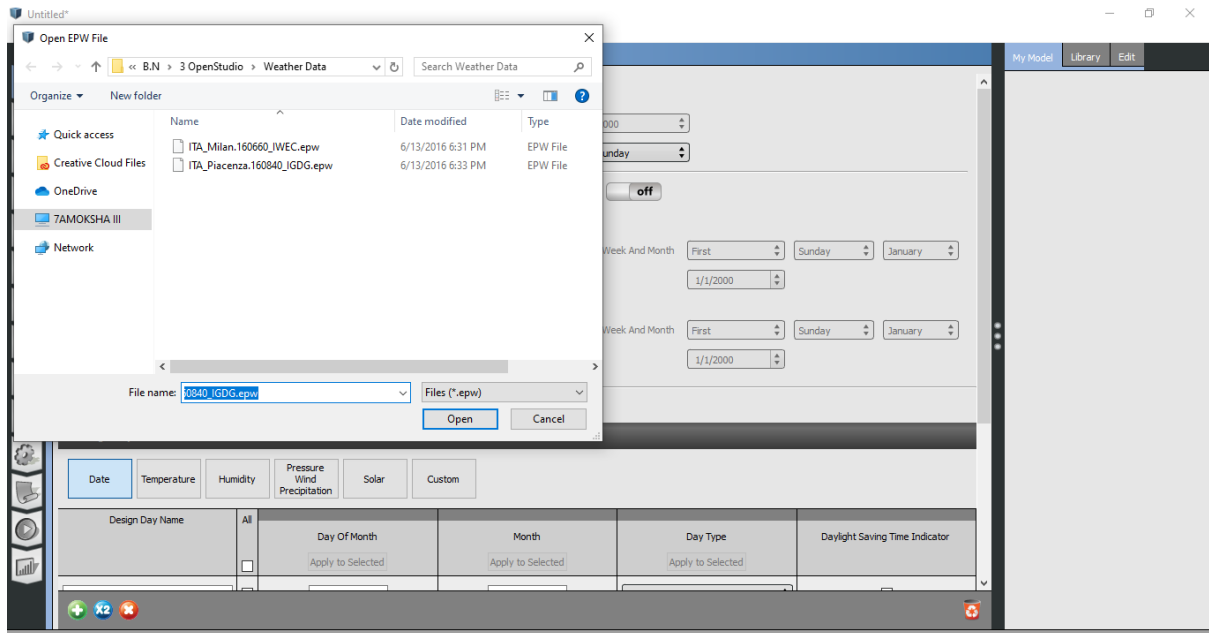 Untitled*
Open EPW File
« B.N > 3 OpenStudio > Weather Data
Search Weather Data
Organize
New folder
Name
Date modified
Type
Quick access
Creative Cloud Files
OneDrive
7AMOKSHA III
Network
ITA_Milan.160660_IWEC.epw 6/13/2016 6:31 PM EPW File
ITA_Piacenza.160840_IGDG.epw 6/13/2016 6:33 PM EPW File
File name:
0840_IGDG.epw
Files (*.epw)
Open
Cancel
My Model
Library
Edit
off
Week And Month First Sunday January
1/1/2000
Week And Month First Sunday January
1/1/2000
Date
Temperature
Humidity
Pressure
Wind
Precipitation
Solar
Custom
Design Day Name
All
Day Of Month
Month
Day Type
Daylight Saving Time Indicator
Apply to Selected
Apply to Selected
Apply to Selected
X2